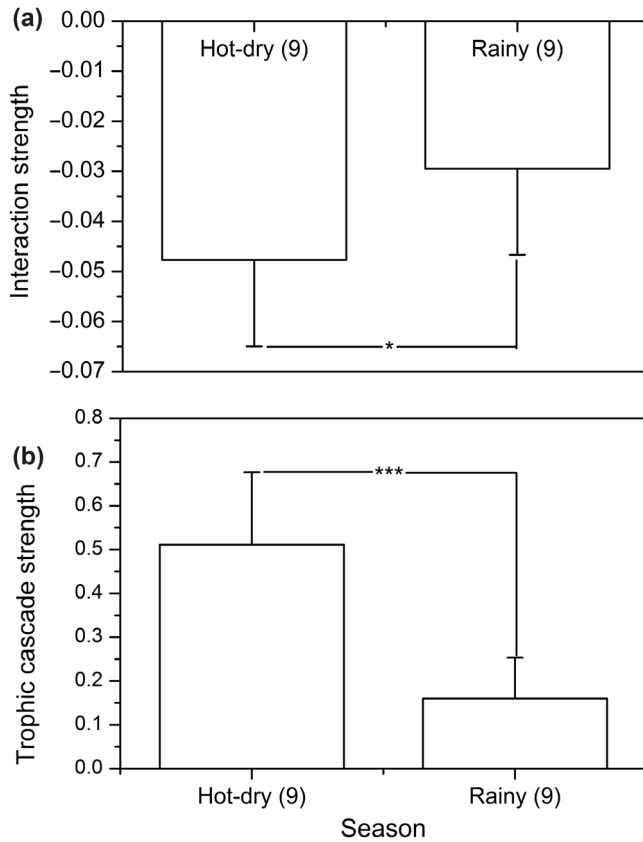 (a)
0.00
−0.01
−0.02
−0.03
−0.04
−0.05
−0.06
−0.07
Interaction strength
Hot-dry (9) Rainy (9)
*
(b)
0.8
0.7
0.6
0.5
0.4
0.3
0.2
0.1
0.0
Trophic cascade strength
***
Hot-dry (9) Rainy (9)
Season